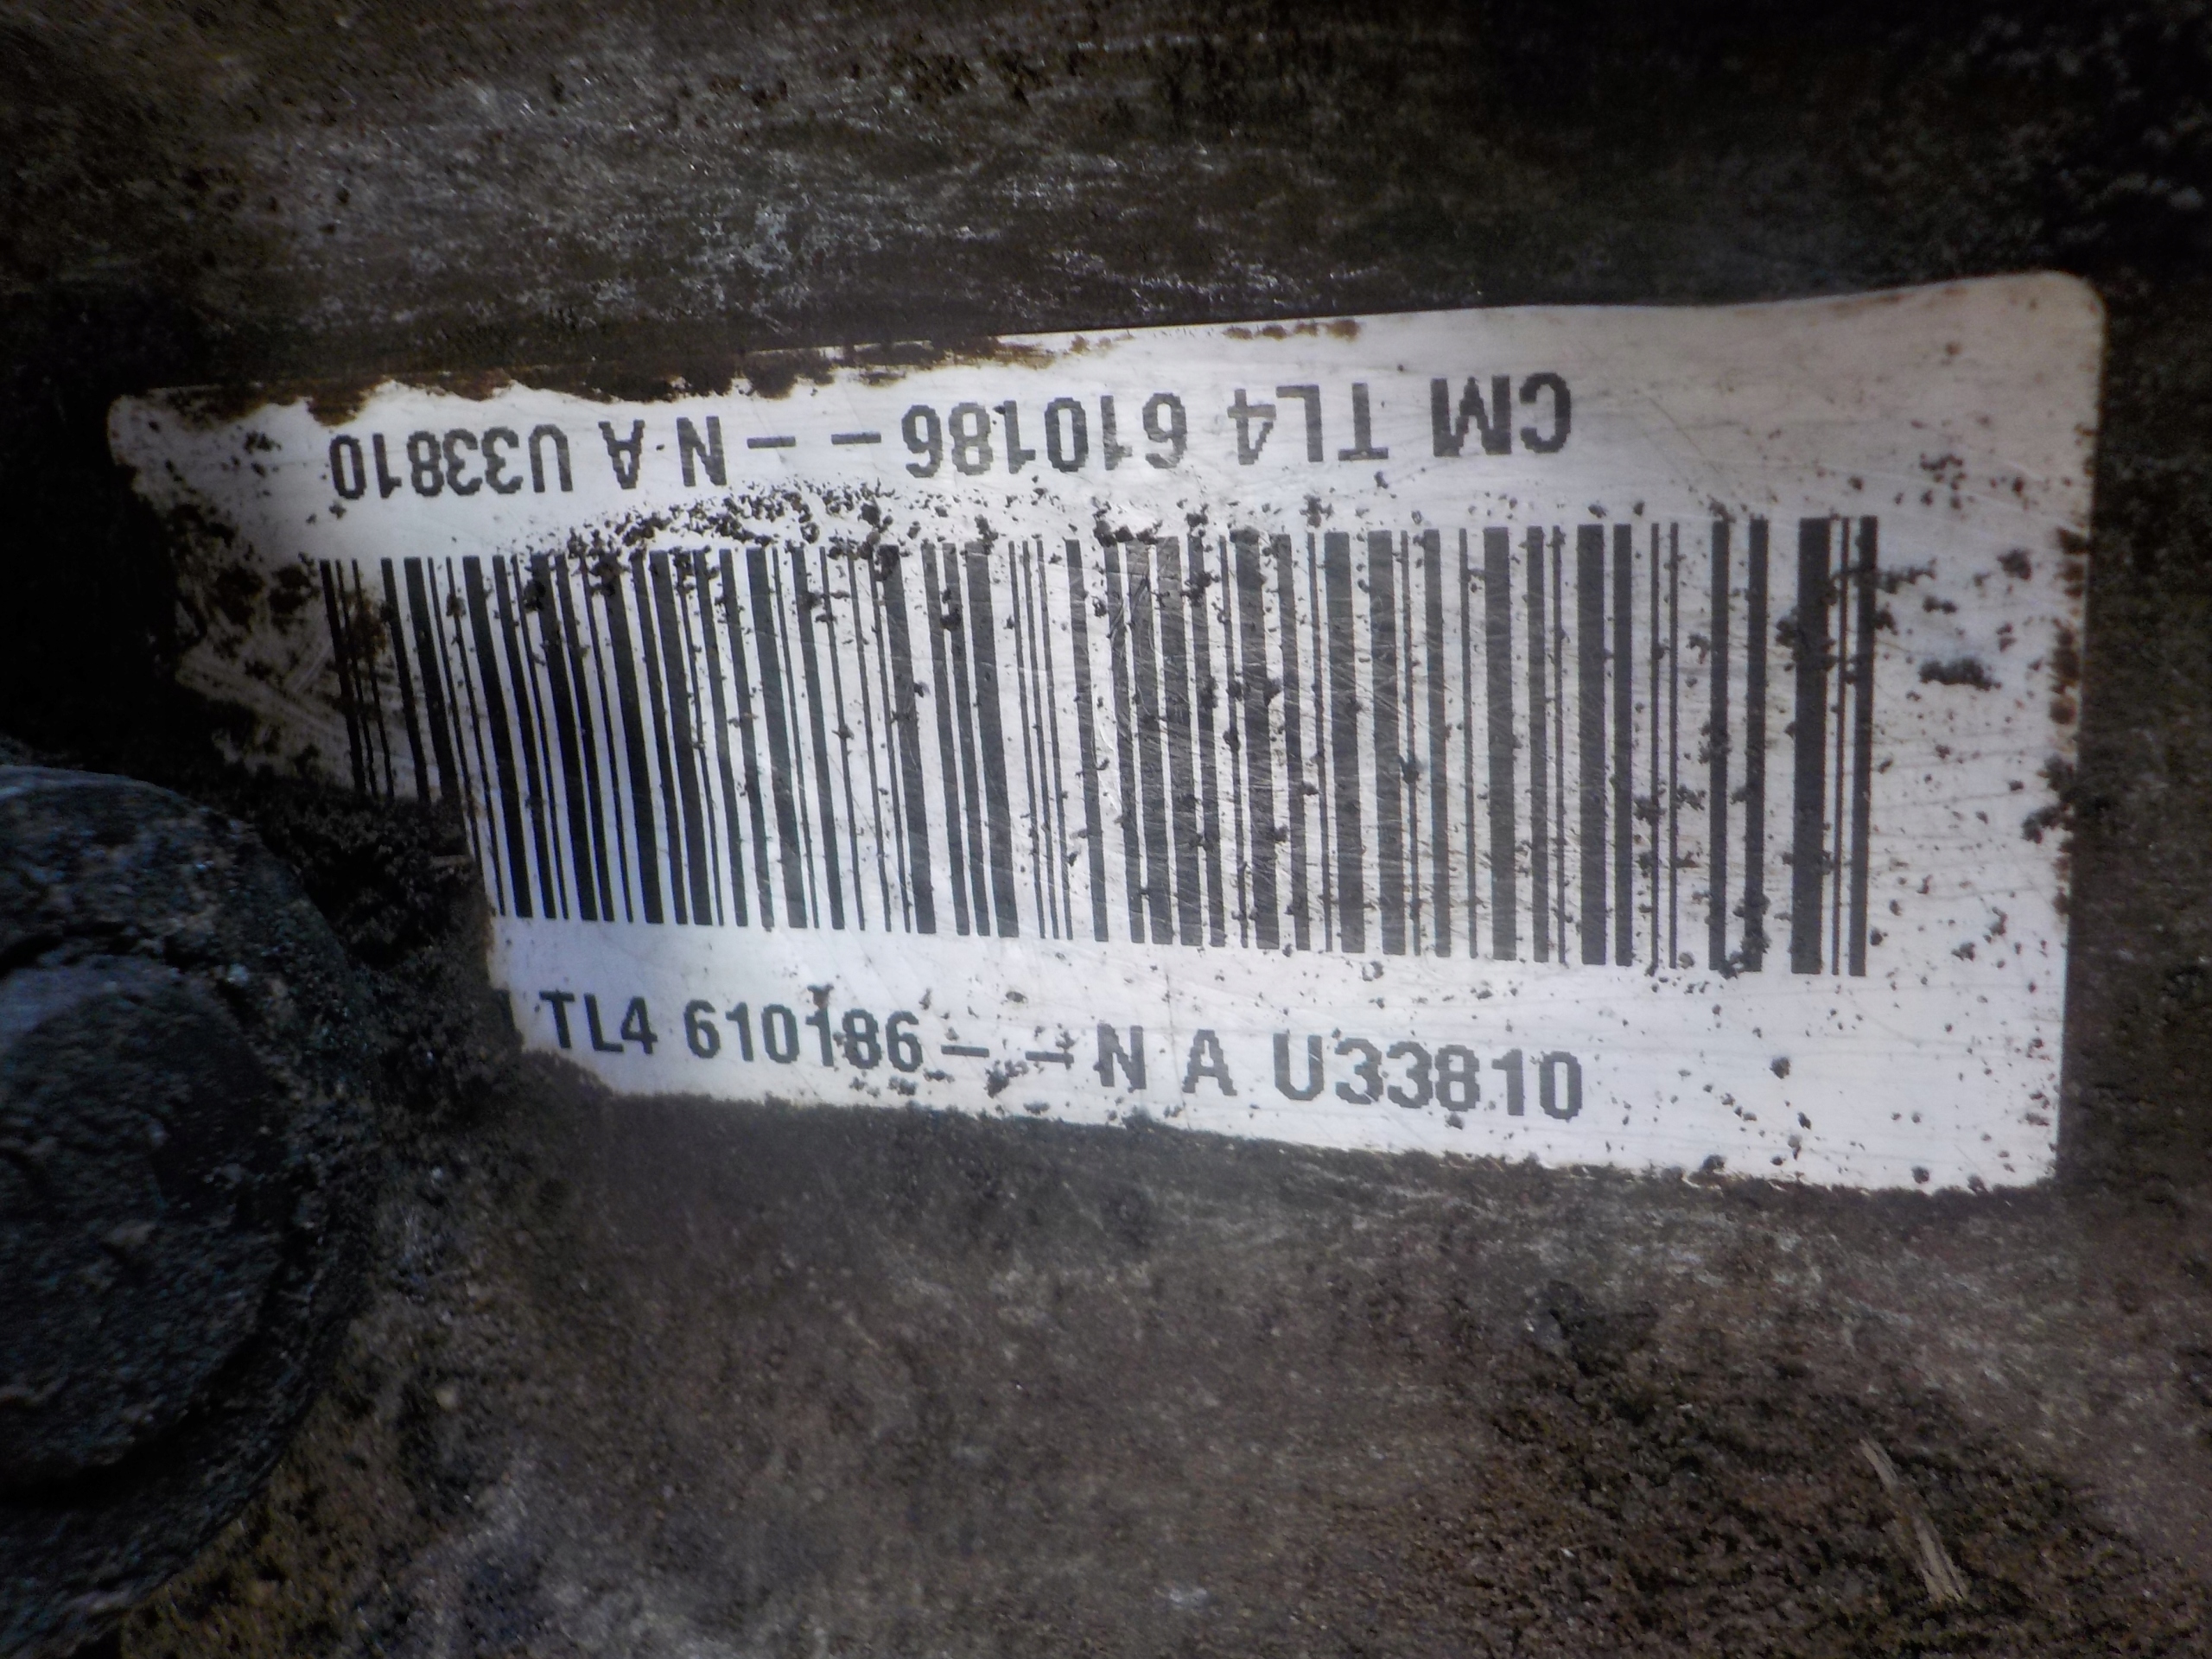 CM TL4 610186 - - N A U33810
TL4 610186 - - N A U33810